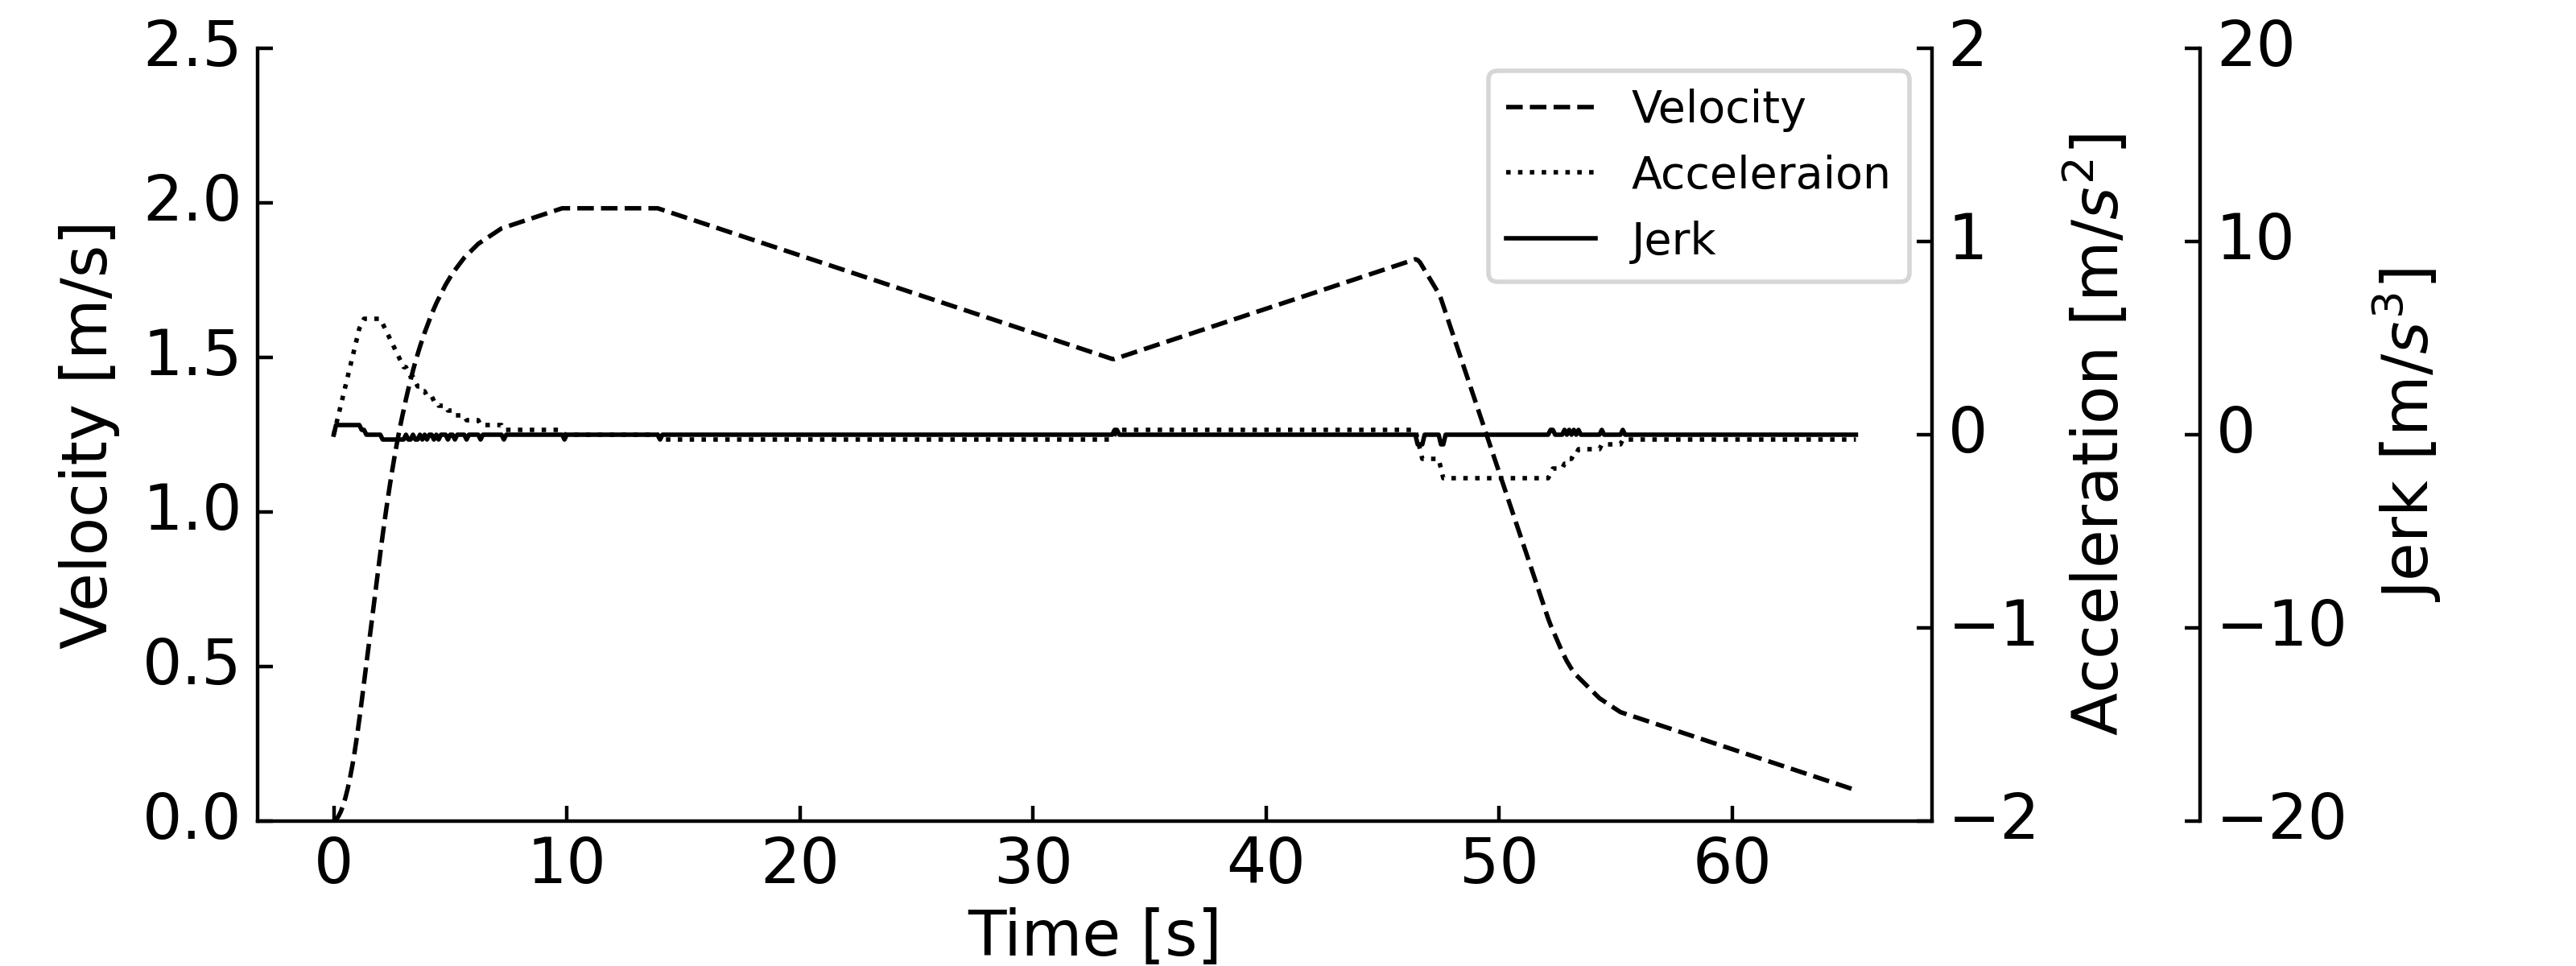 Velocity [m/s]
2.5
2.0
1.5
1.0
0.5
0.0
0 10 20 30 40 50 60
Time [s]
Velocity
Acceleraion
Jerk
2
1
0
−1
−2
Acceleration [m/s²]
20
10
0
−10
−20
Jerk [m/s³]